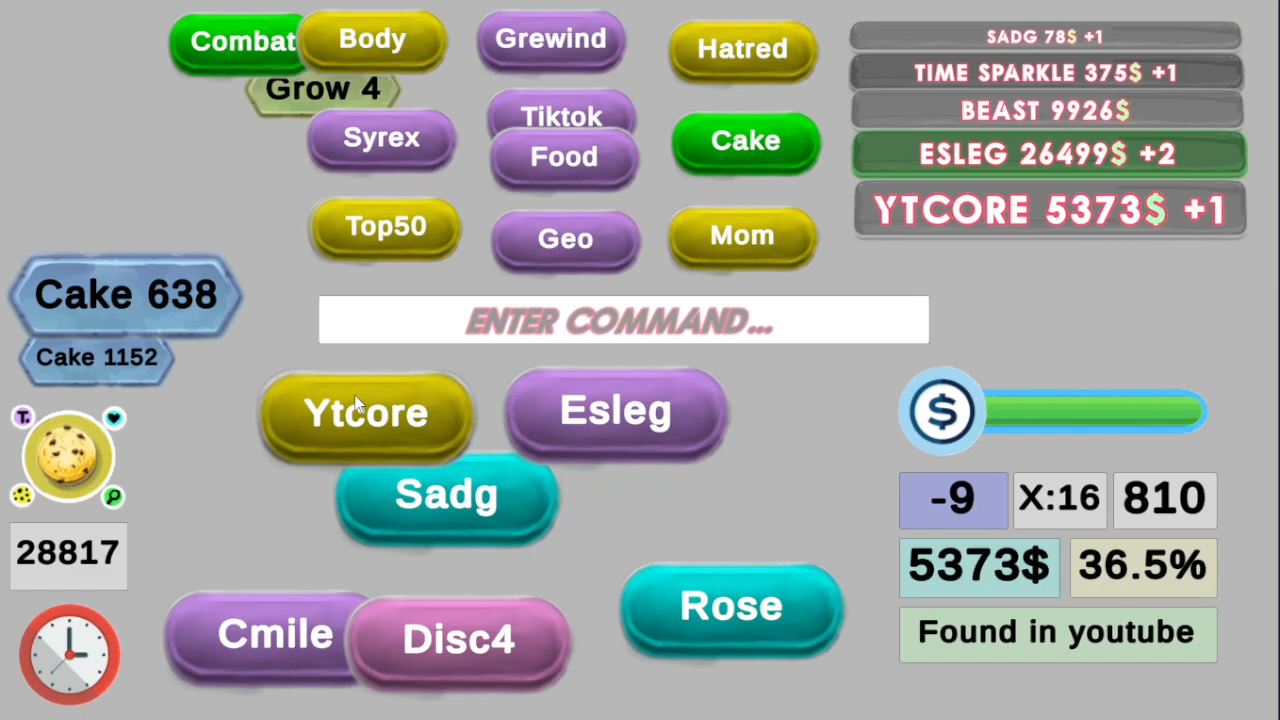 Combat
Body
Grewind
Hatred
Grow 4
Syrex
Tiktok
Food
Cake
Top50
Geo
Mom
SADG 78$ +1
TIME SPARKLE 375$ +1
BEAST 9926$
ESLEG 26499$ +2
YTCORE 5373$ +1
Cake 638
Cake 1152
ENTER COMMAND...
Ytcore
Esleg
Sadg
Cmile
Disc4
Rose
T.
28817
$
-9
X:16
810
5373$
36.5%
Found in youtube